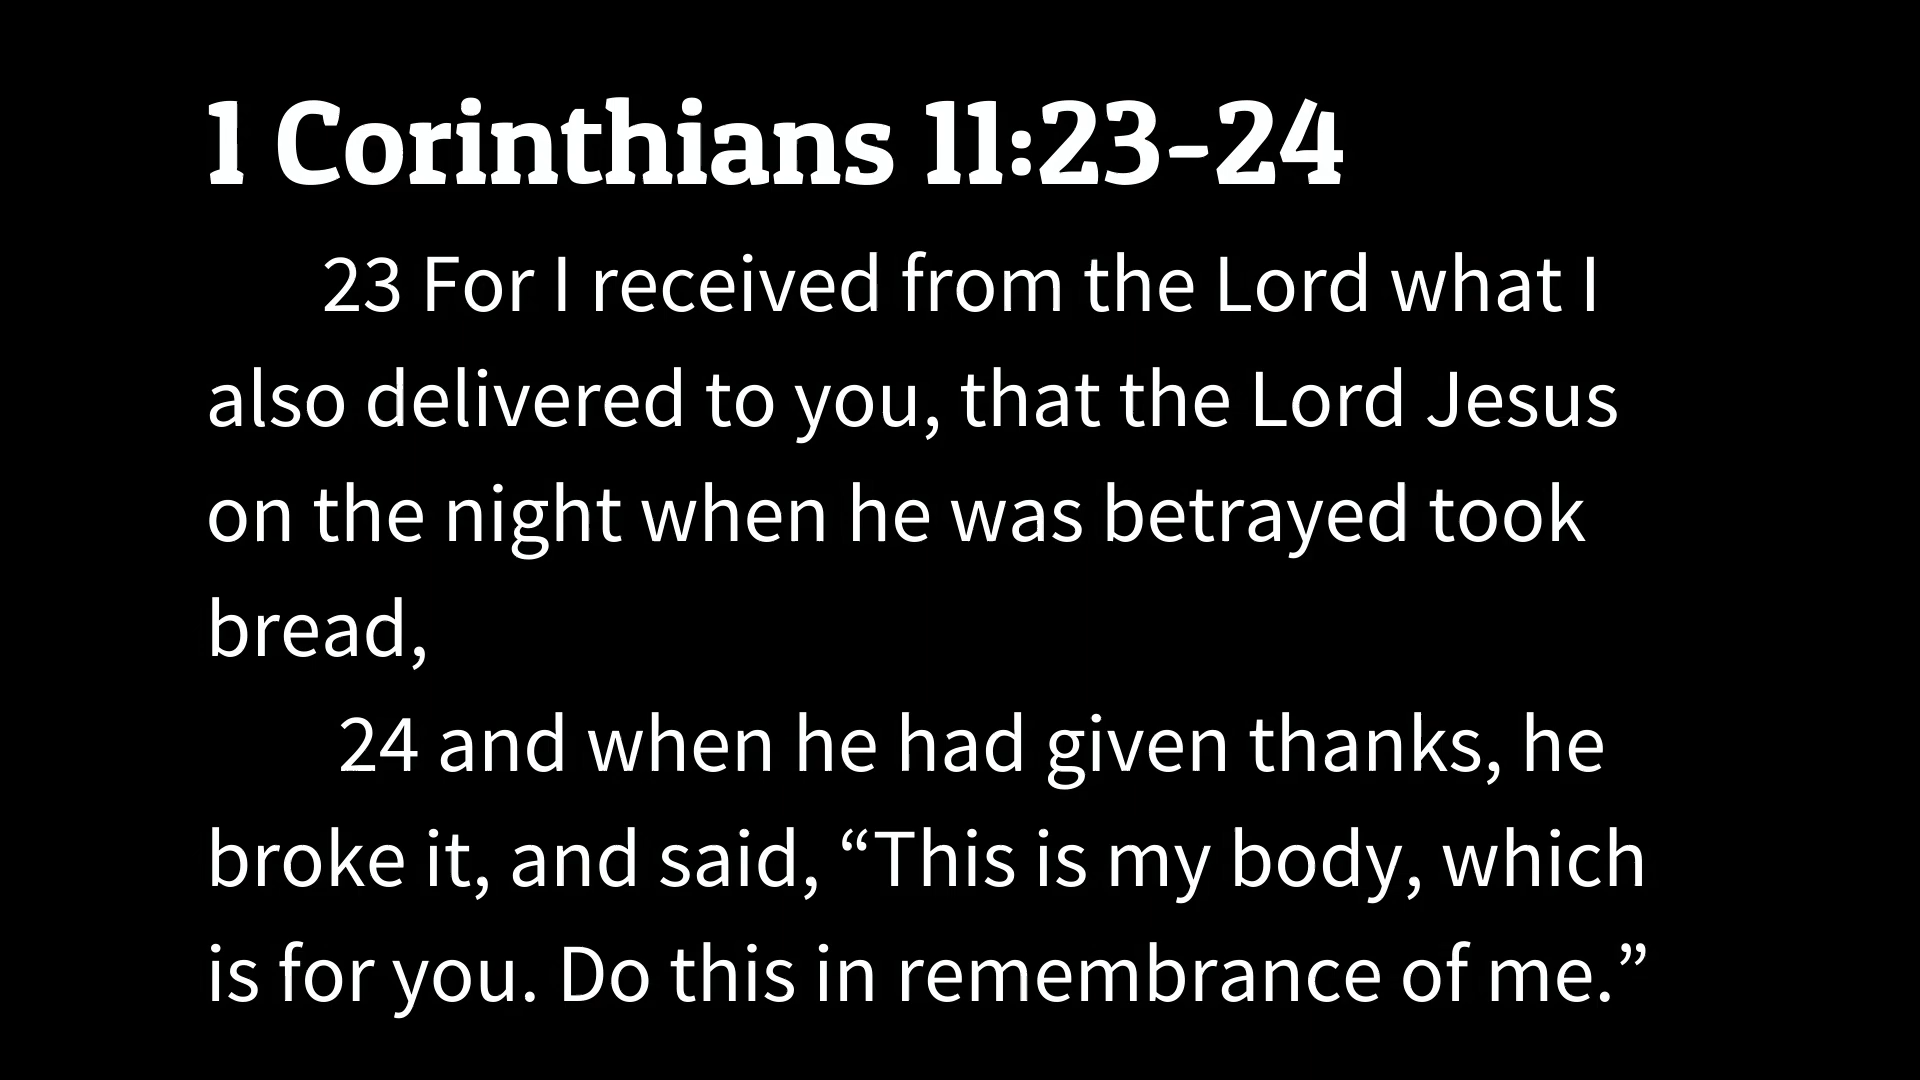 1 Corinthians 11:23-24
23 For I received from the Lord what I
also delivered to you, that the Lord Jesus
on the night when he was betrayed took
bread,
24 and when he had given thanks, he
broke it, and said, “This is my body, which
is for you. Do this in remembrance of me.”